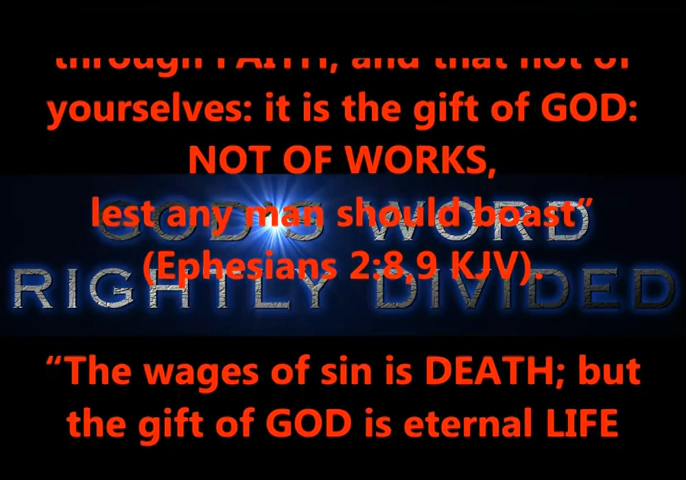 through FAITH, and that not of
yourselves: it is the gift of GOD:
NOT OF WORKS,
lest any man should boast”
GOD'S WORD
(Ephesians 2:8,9 KJV).
RIGHTLY DIVIDED
“The wages of sin is DEATH; but
the gift of GOD is eternal LIFE